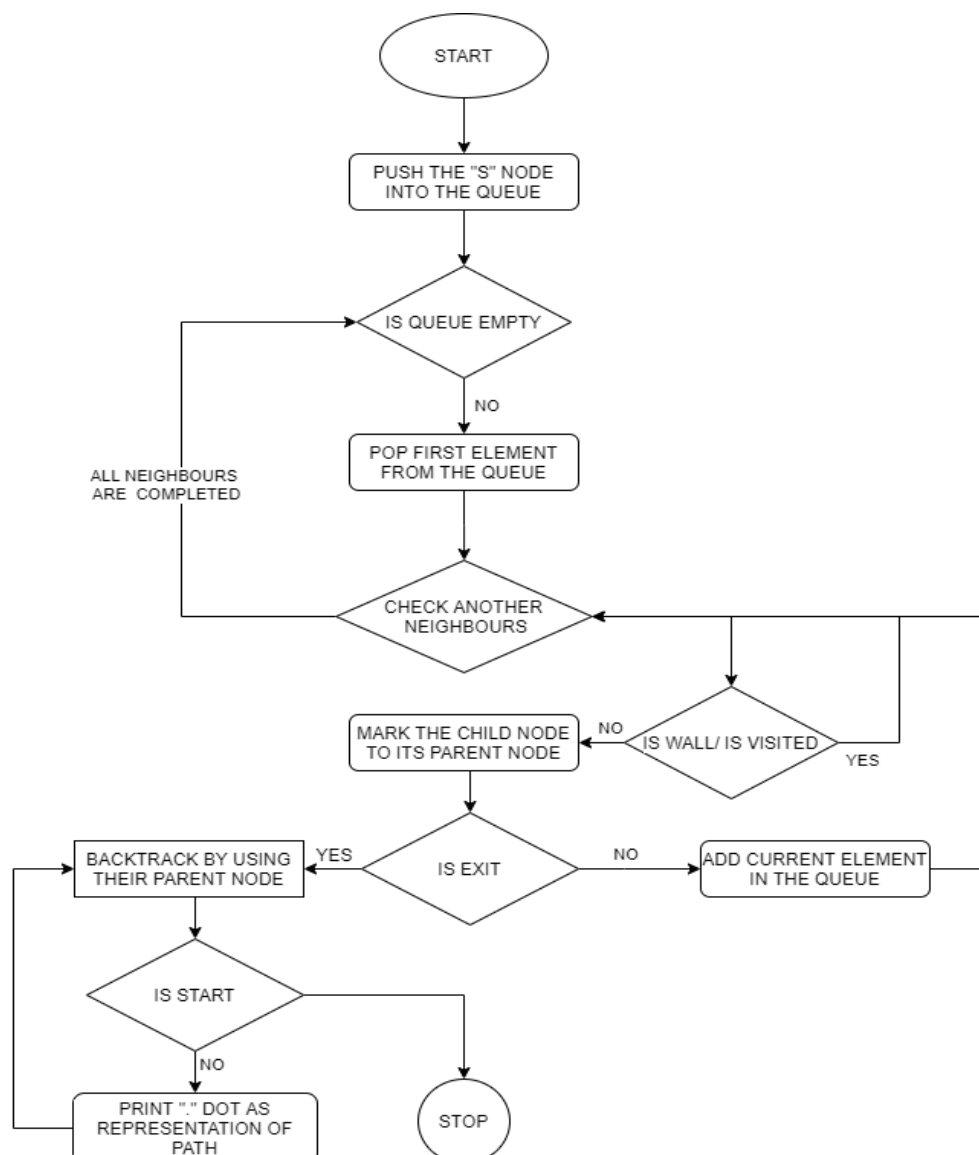 START
PUSH THE "S" NODE
INTO THE QUEUE
IS QUEUE EMPTY
NO
POP FIRST ELEMENT
FROM THE QUEUE
ALL NEIGHBOURS
ARE COMPLETED
CHECK ANOTHER
NEIGHBOURS
IS WALL/ IS VISITED
NO
YES
MARK THE CHILD NODE
TO ITS PARENT NODE
IS EXIT
YES
NO
BACKTRACK BY USING
THEIR PARENT NODE
ADD CURRENT ELEMENT
IN THE QUEUE
IS START
NO
PRINT "." DOT AS
REPRESENTATION OF
PATH
STOP